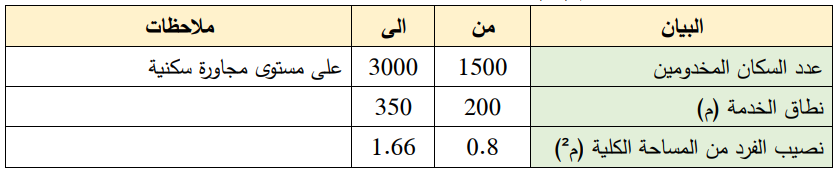 البيان من الى ملاحظات
عدد السكان المخدومين 1500 3000 على مستوى مجاورة سكنية
نطاق الخدمة (م) 200 350
نصيب الفرد من المساحة الكلية (م²) 0.8 1.66